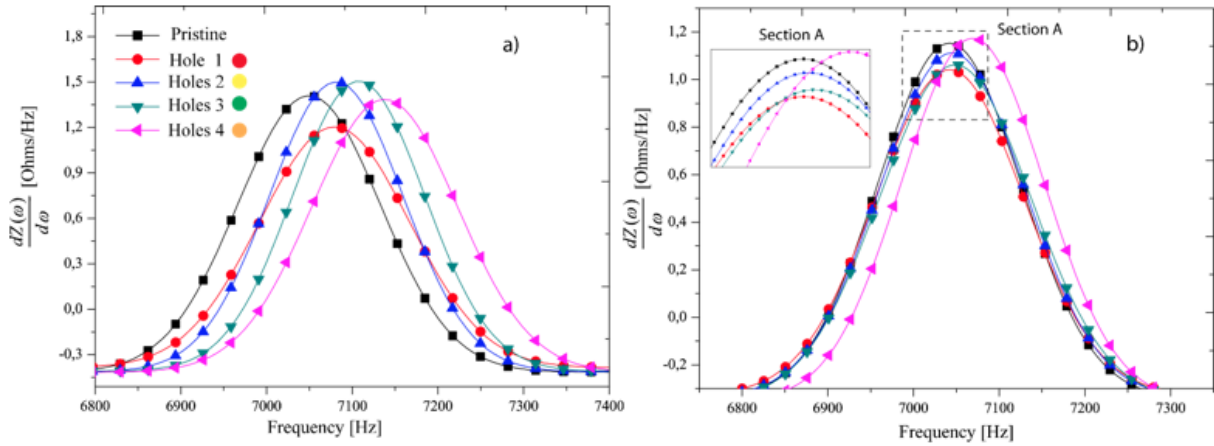 Pristine
Hole 1
Holes 2
Holes 3
Holes 4
a)
1,8
1,5
1,2
0,9
0,6
0,3
0,0
-0,3
dZ(ω)
dω
[Ohms/Hz]
6800 6900 7000 7100 7200 7300 7400
Frequency [Hz]
Section A
Section A
b)
1,2
1,0
0,8
0,6
0,4
0,2
0,0
-0,2
dZ(ω)
dω
[Ohms/Hz]
6800 6900 7000 7100 7200 7300
Frequency [Hz]